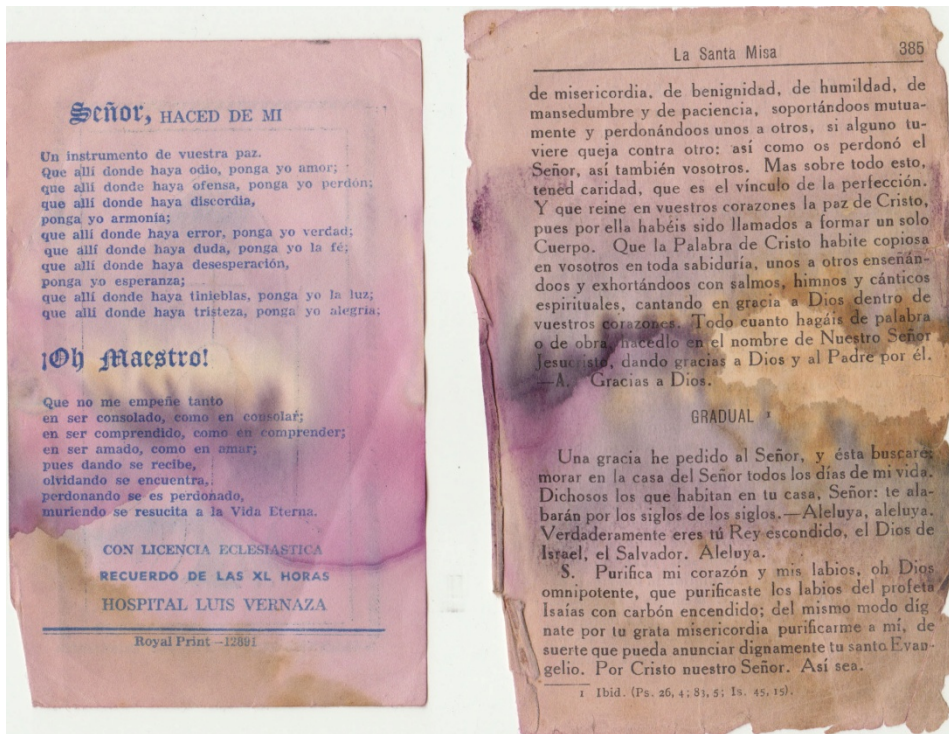 Señor, HACED DE MI
Un instrumento de vuestra paz.
Que allí donde haya odio, ponga yo amor;
que allí donde haya ofensa, ponga yo perdón;
que allí donde haya discordia,
ponga yo armonía;
que allí donde haya error, ponga yo verdad;
que allí donde haya duda, ponga yo la fé;
que allí donde haya desesperación,
ponga yo esperanza;
que allí donde haya tinieblas, ponga yo la luz;
que allí donde haya tristeza, ponga yo alegría;
¡Oh Maestro!
Que no me empeñe tanto
en ser consolado, como en consolar;
en ser comprendido, como en comprender;
en ser amado, como en amar;
pues dando se recibe,
olvidando se encuentra,
perdonando se es perdonado,
muriendo se resucita a la Vida Eterna.
CON LICENCIA ECLESIASTICA
RECUERDO DE LAS XL HORAS
HOSPITAL LUIS VERNAZA
Royal Print —12891
La Santa Misa 385
de misericordia, de benignidad, de humildad, de
mansedumbre y de paciencia, soportándoos mutua-
mente y perdonándoos unos a otros, si alguno tu-
viere queja contra otro: así como os perdonó el
Señor, así también vosotros. Mas sobre todo esto,
tened caridad, que es el vínculo de la perfección.
Y que reine en vuestros corazones la paz de Cristo,
pues por ella habéis sido llamados a formar un solo
Cuerpo. Que la Palabra de Cristo habite copiosa
en vosotros en toda sabiduría, unos a otros enseñán-
doos y exhortándoos con salmos, himnos y cánticos
espirituales, cantando en gracia a Dios dentro de
vuestros corazones. Todo cuanto hagáis de palabra
o de obra, hacedlo en el nombre de Nuestro Señor
Jesucristo, dando gracias a Dios y al Padre por él.
—A. Gracias a Dios.
GRADUAL ¹
Una gracia he pedido al Señor, y ésta buscaré:
morar en la casa del Señor todos los días de mi vida.
Dichosos los que habitan en tu casa, Señor: te ala-
barán por los siglos de los siglos.—Aleluya, aleluya.
Verdaderamente eres tú Rey escondido, el Dios de
Israel, el Salvador. Aleluya.
S. Purifica mi corazón y mis labios, oh Dios
omnipotente, que purificaste los labios del profeta
Isaías con carbón encendido; del mismo modo díg
nate por tu grata misericordia purificarme a mí, de
suerte que pueda anunciar dignamente tu santo Evan-
gelio. Por Cristo nuestro Señor. Así sea.
1 Ibid. (Ps. 26, 4; 83, 5; Is. 45, 15).